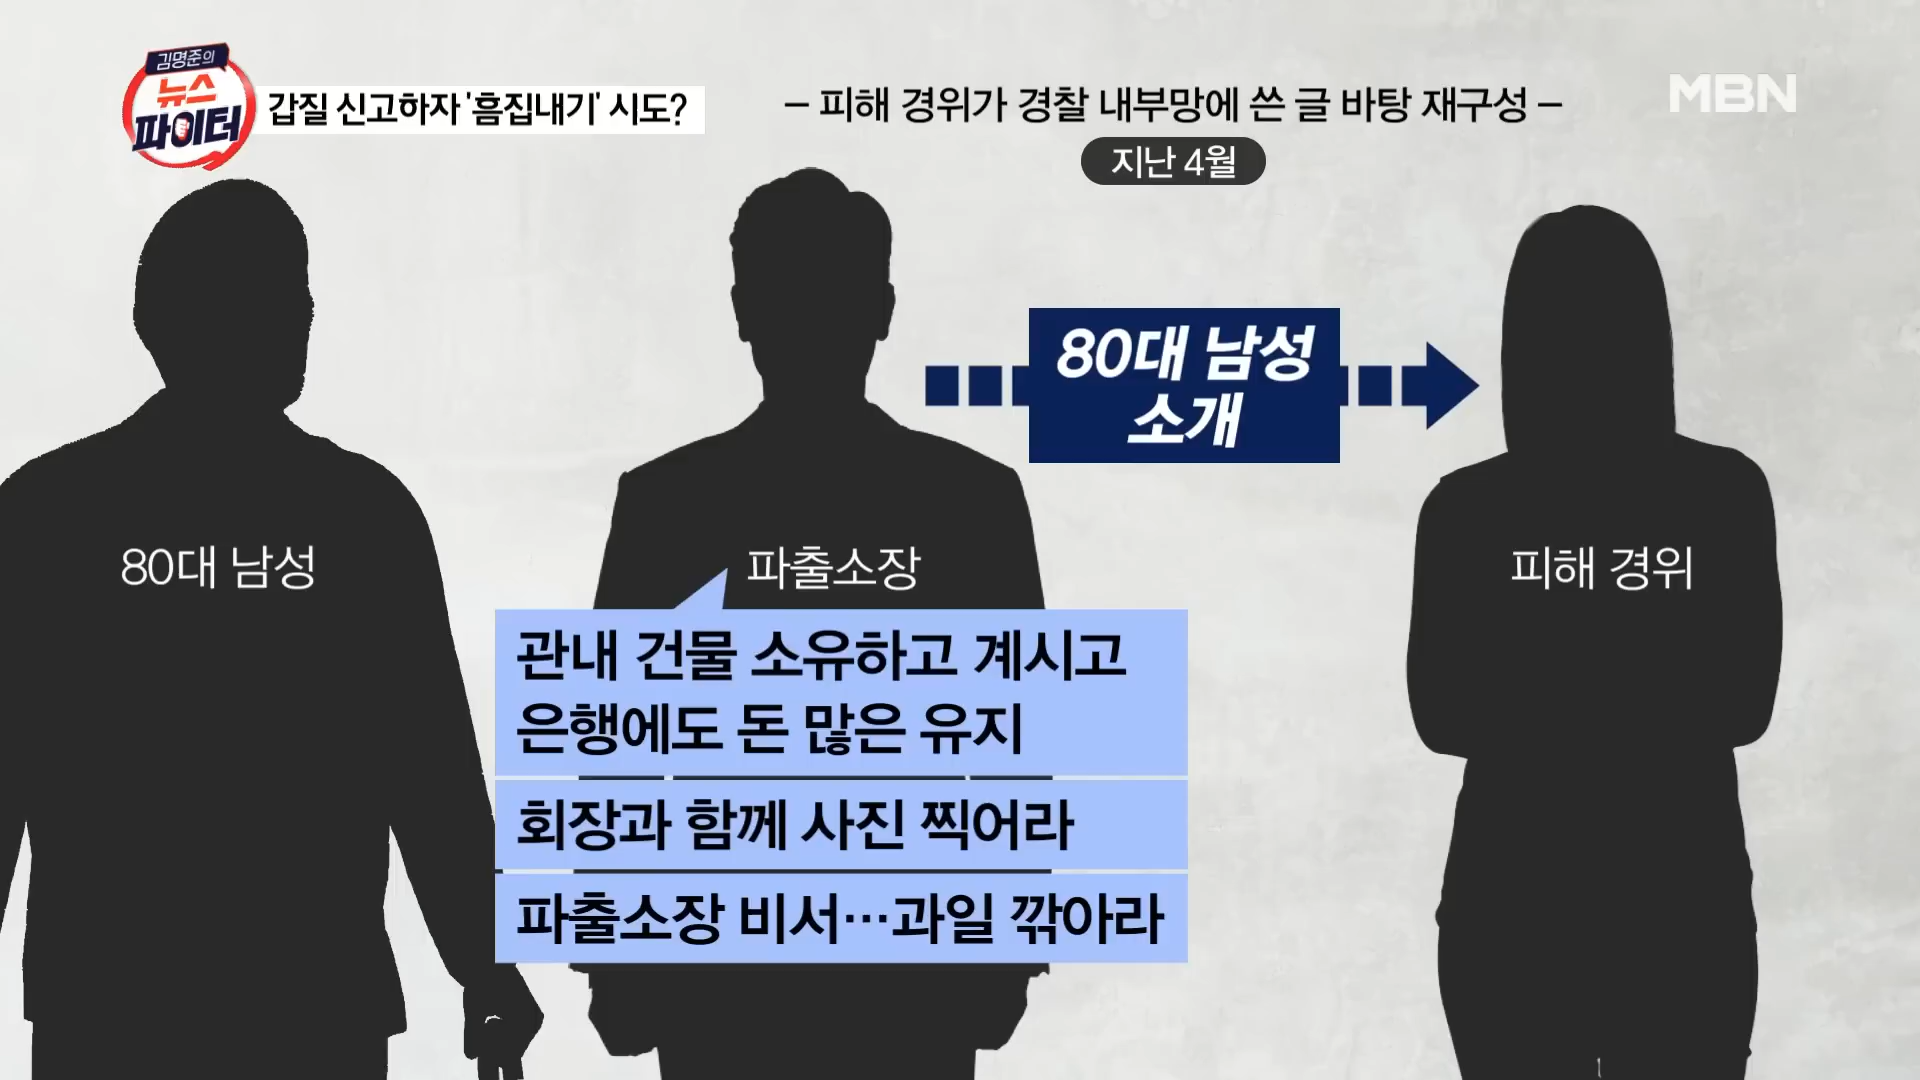 김명준의
뉴스
파이터
갑질 신고하자 '흠집내기' 시도?
– 피해 경위가 경찰 내부망에 쓴 글 바탕 재구성 –
MBN
지난 4월
80대 남성
소개
80대 남성
파출소장
피해 경위
관내 건물 소유하고 계시고
은행에도 돈 많은 유지
회장과 함께 사진 찍어라
파출소장 비서…과일 깎아라